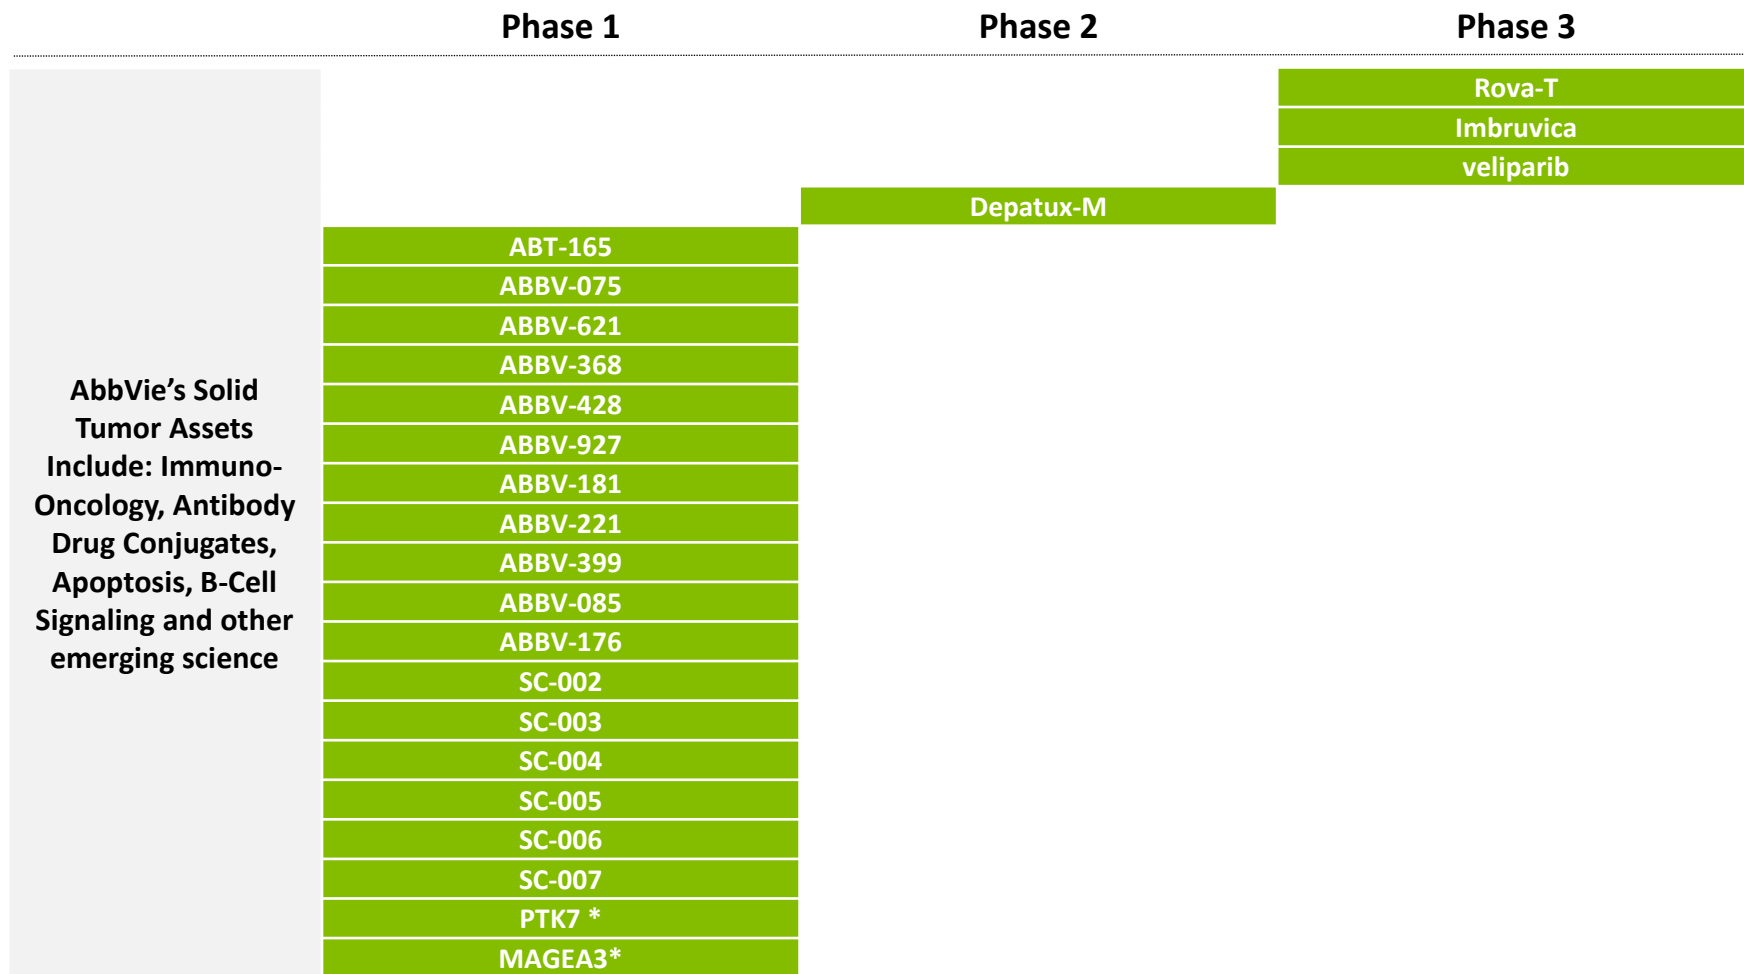 Phase 1 Phase 2 Phase 3
Rova-T
Imbruvica
veliparib
Depatux-M
AbbVie’s Solid
Tumor Assets
Include: Immuno-
Oncology, Antibody
Drug Conjugates,
Apoptosis, B-Cell
Signaling and other
emerging science
ABT-165
ABBV-075
ABBV-621
ABBV-368
ABBV-428
ABBV-927
ABBV-181
ABBV-221
ABBV-399
ABBV-085
ABBV-176
SC-002
SC-003
SC-004
SC-005
SC-006
SC-007
PTK7 *
MAGEA3*